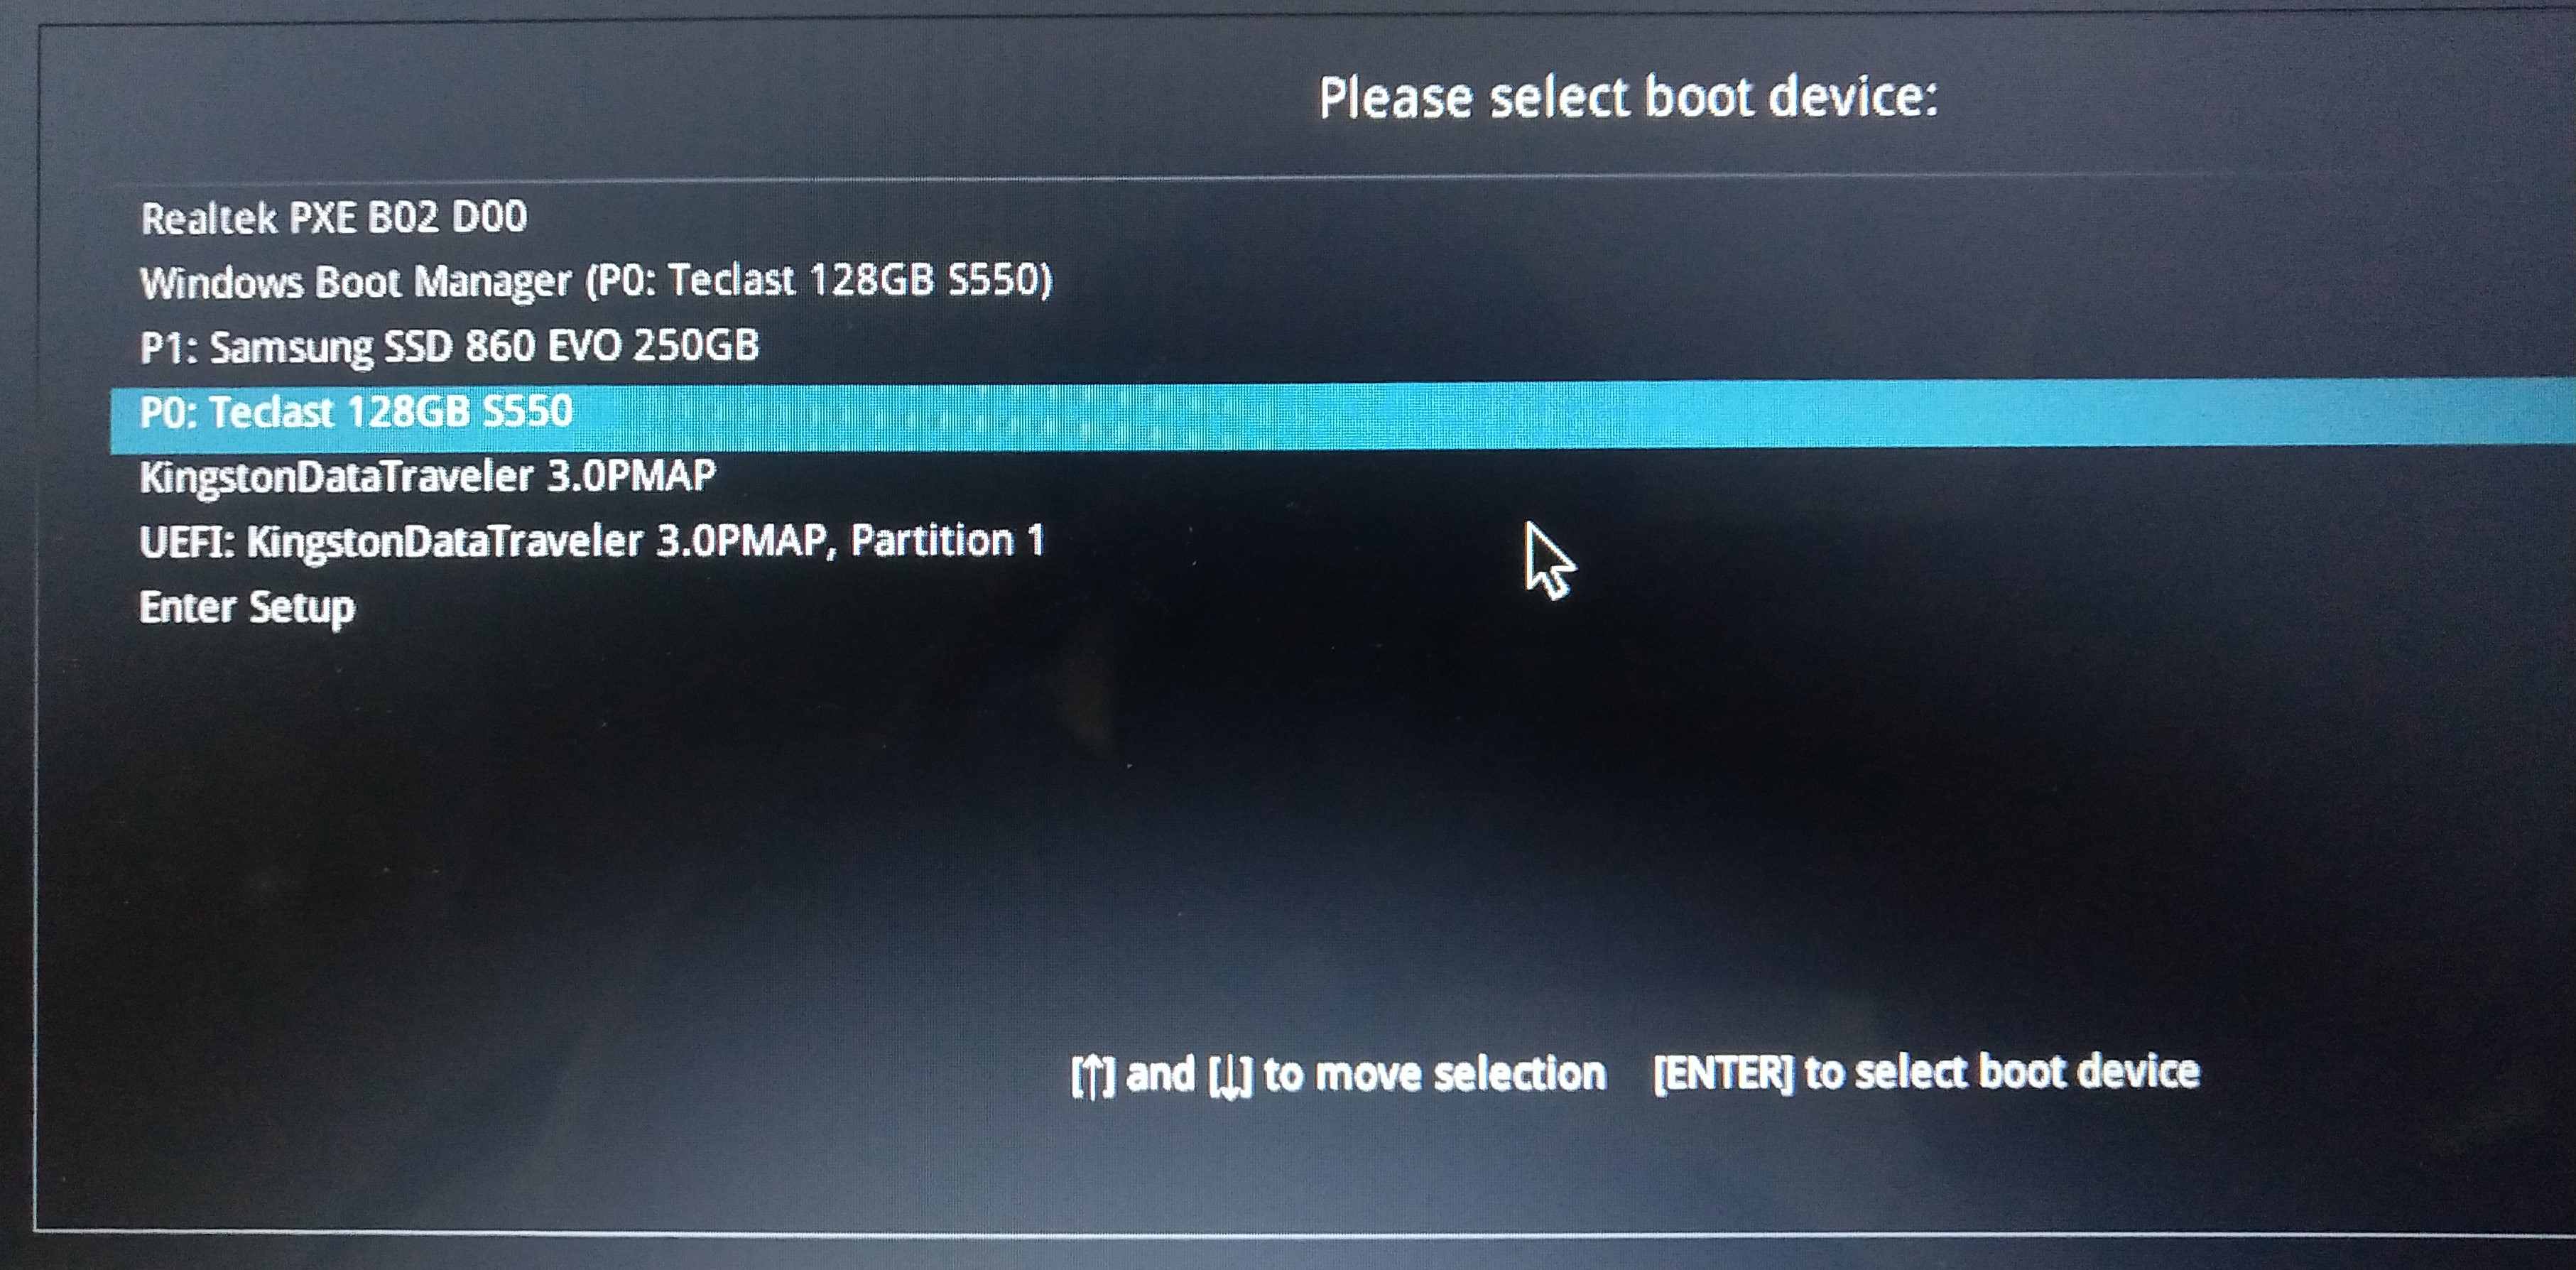 Please select boot device:
Realtek PXE B02 D00
Windows Boot Manager (P0: Teclast 128GB S550)
P1: Samsung SSD 860 EVO 250GB
P0: Teclast 128GB S550
KingstonDataTraveler 3.0PMAP
UEFI: KingstonDataTraveler 3.0PMAP, Partition 1
Enter Setup
[↑] and [↓] to move selection    [ENTER] to select boot device